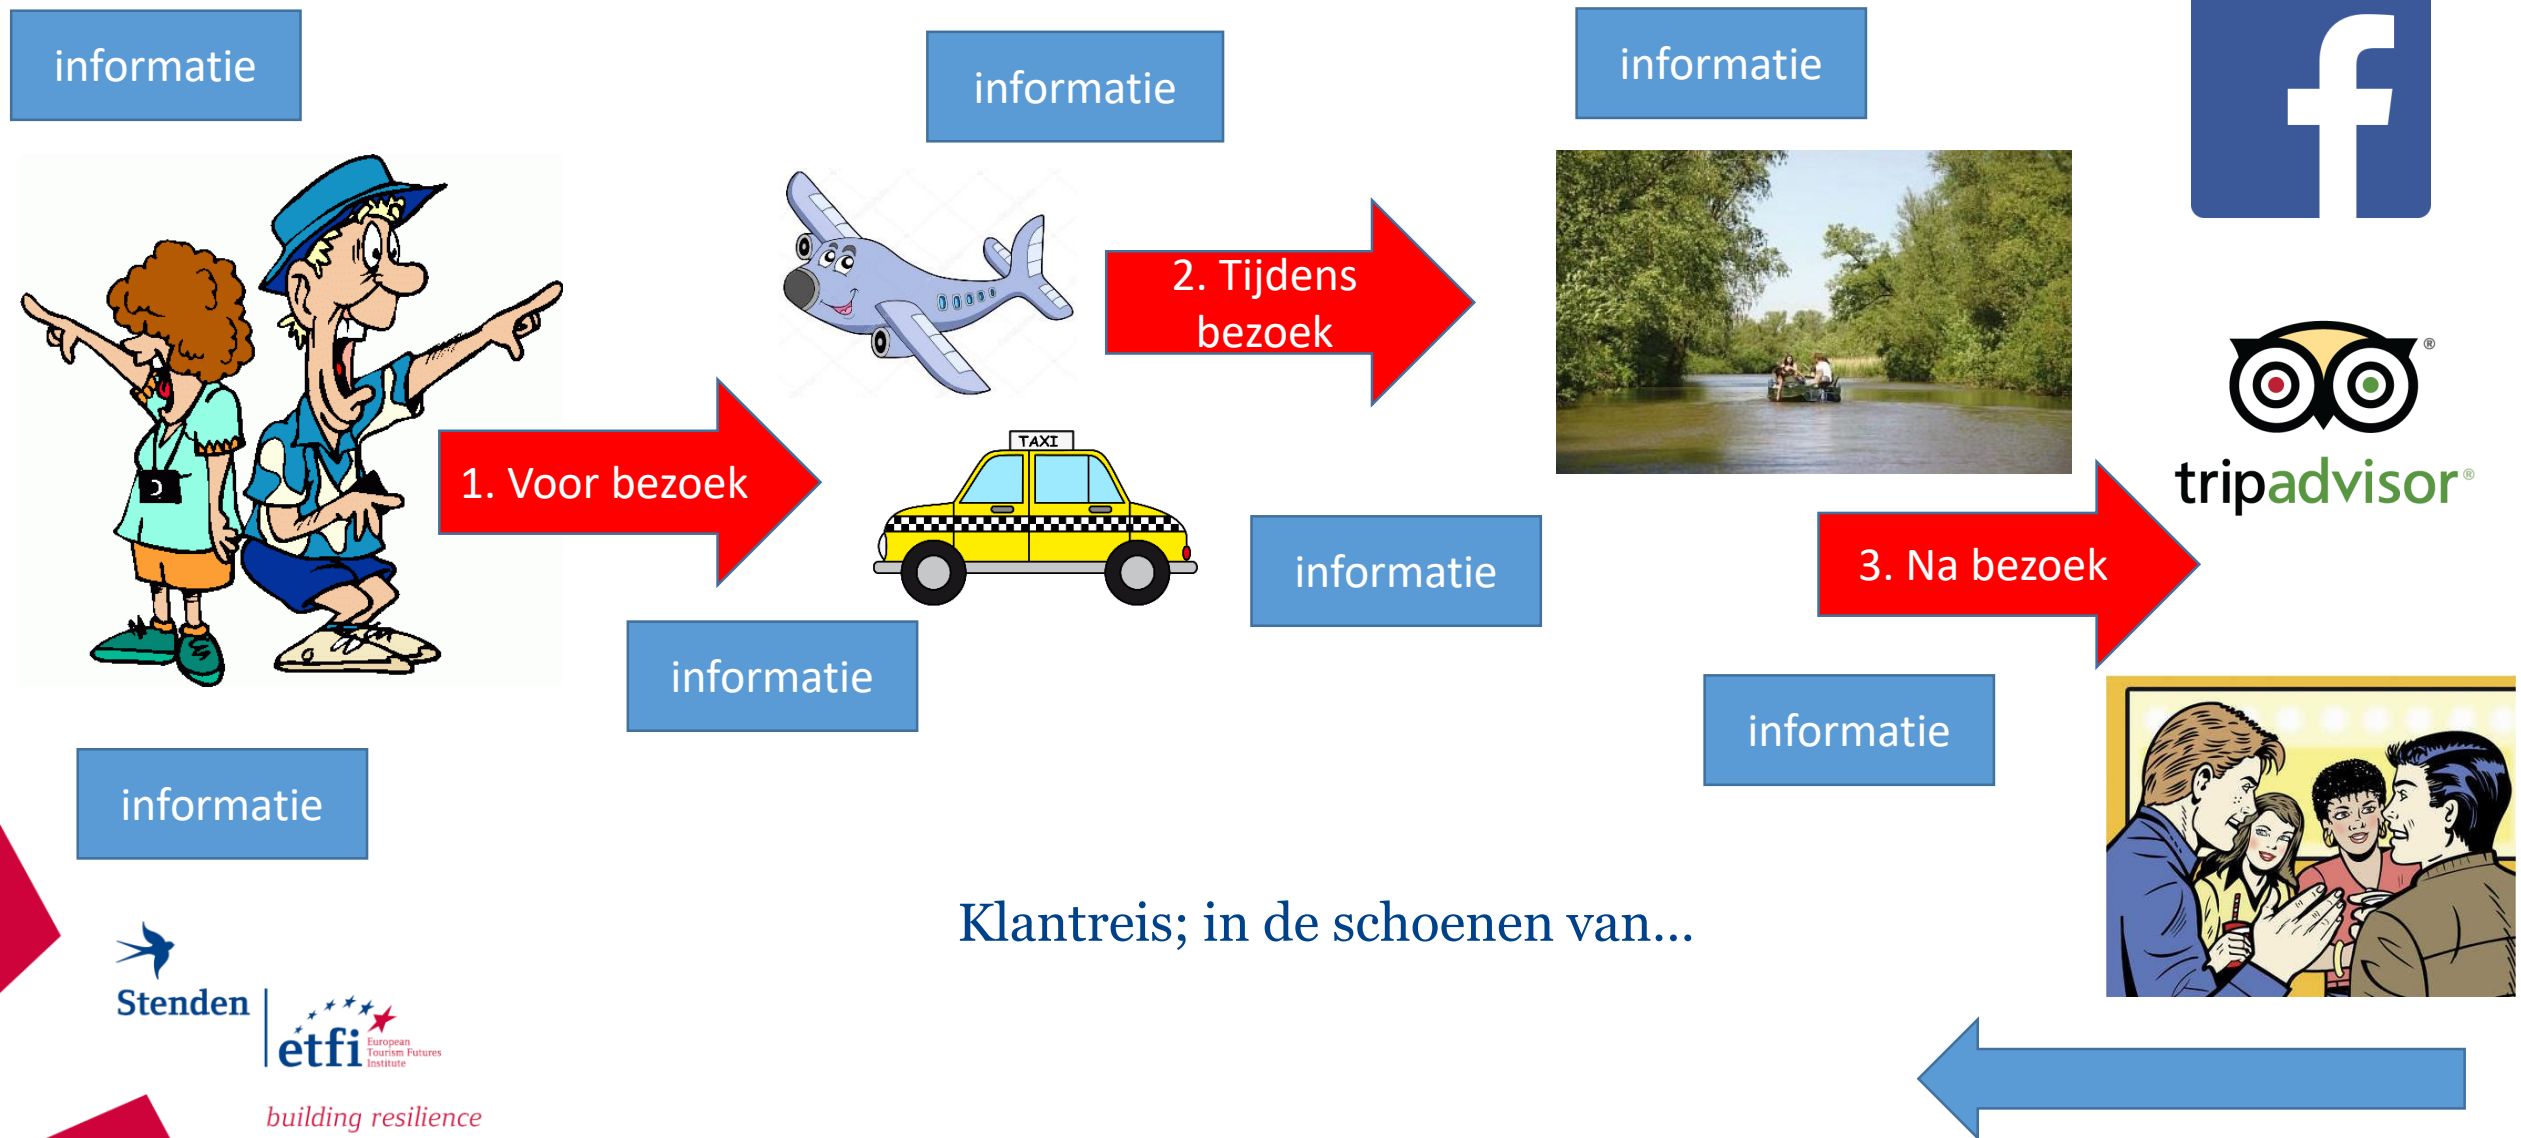 informatie
informatie
informatie
f
2. Tijdens
bezoek
tripadvisor®
TAXI
1. Voor bezoek
informatie
3. Na bezoek
informatie
informatie
informatie
Klantreis; in de schoenen van...
Stenden
etfi
European
Tourism Futures
Institute
building resilience